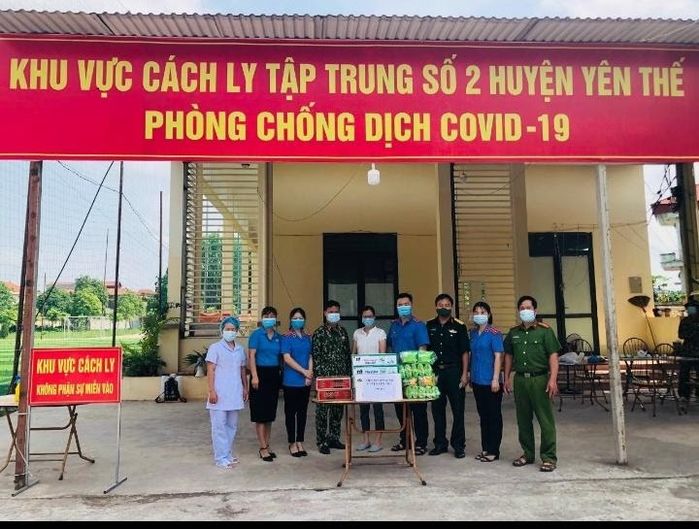 KHU VỰC CÁCH LY TẬP TRUNG SỐ 2 HUYỆN YÊN THẾ
PHÒNG CHỐNG DỊCH COVID -19
KHU VỰC CÁCH LY
KHÔNG PHẬN SỰ MIỄN VÀO